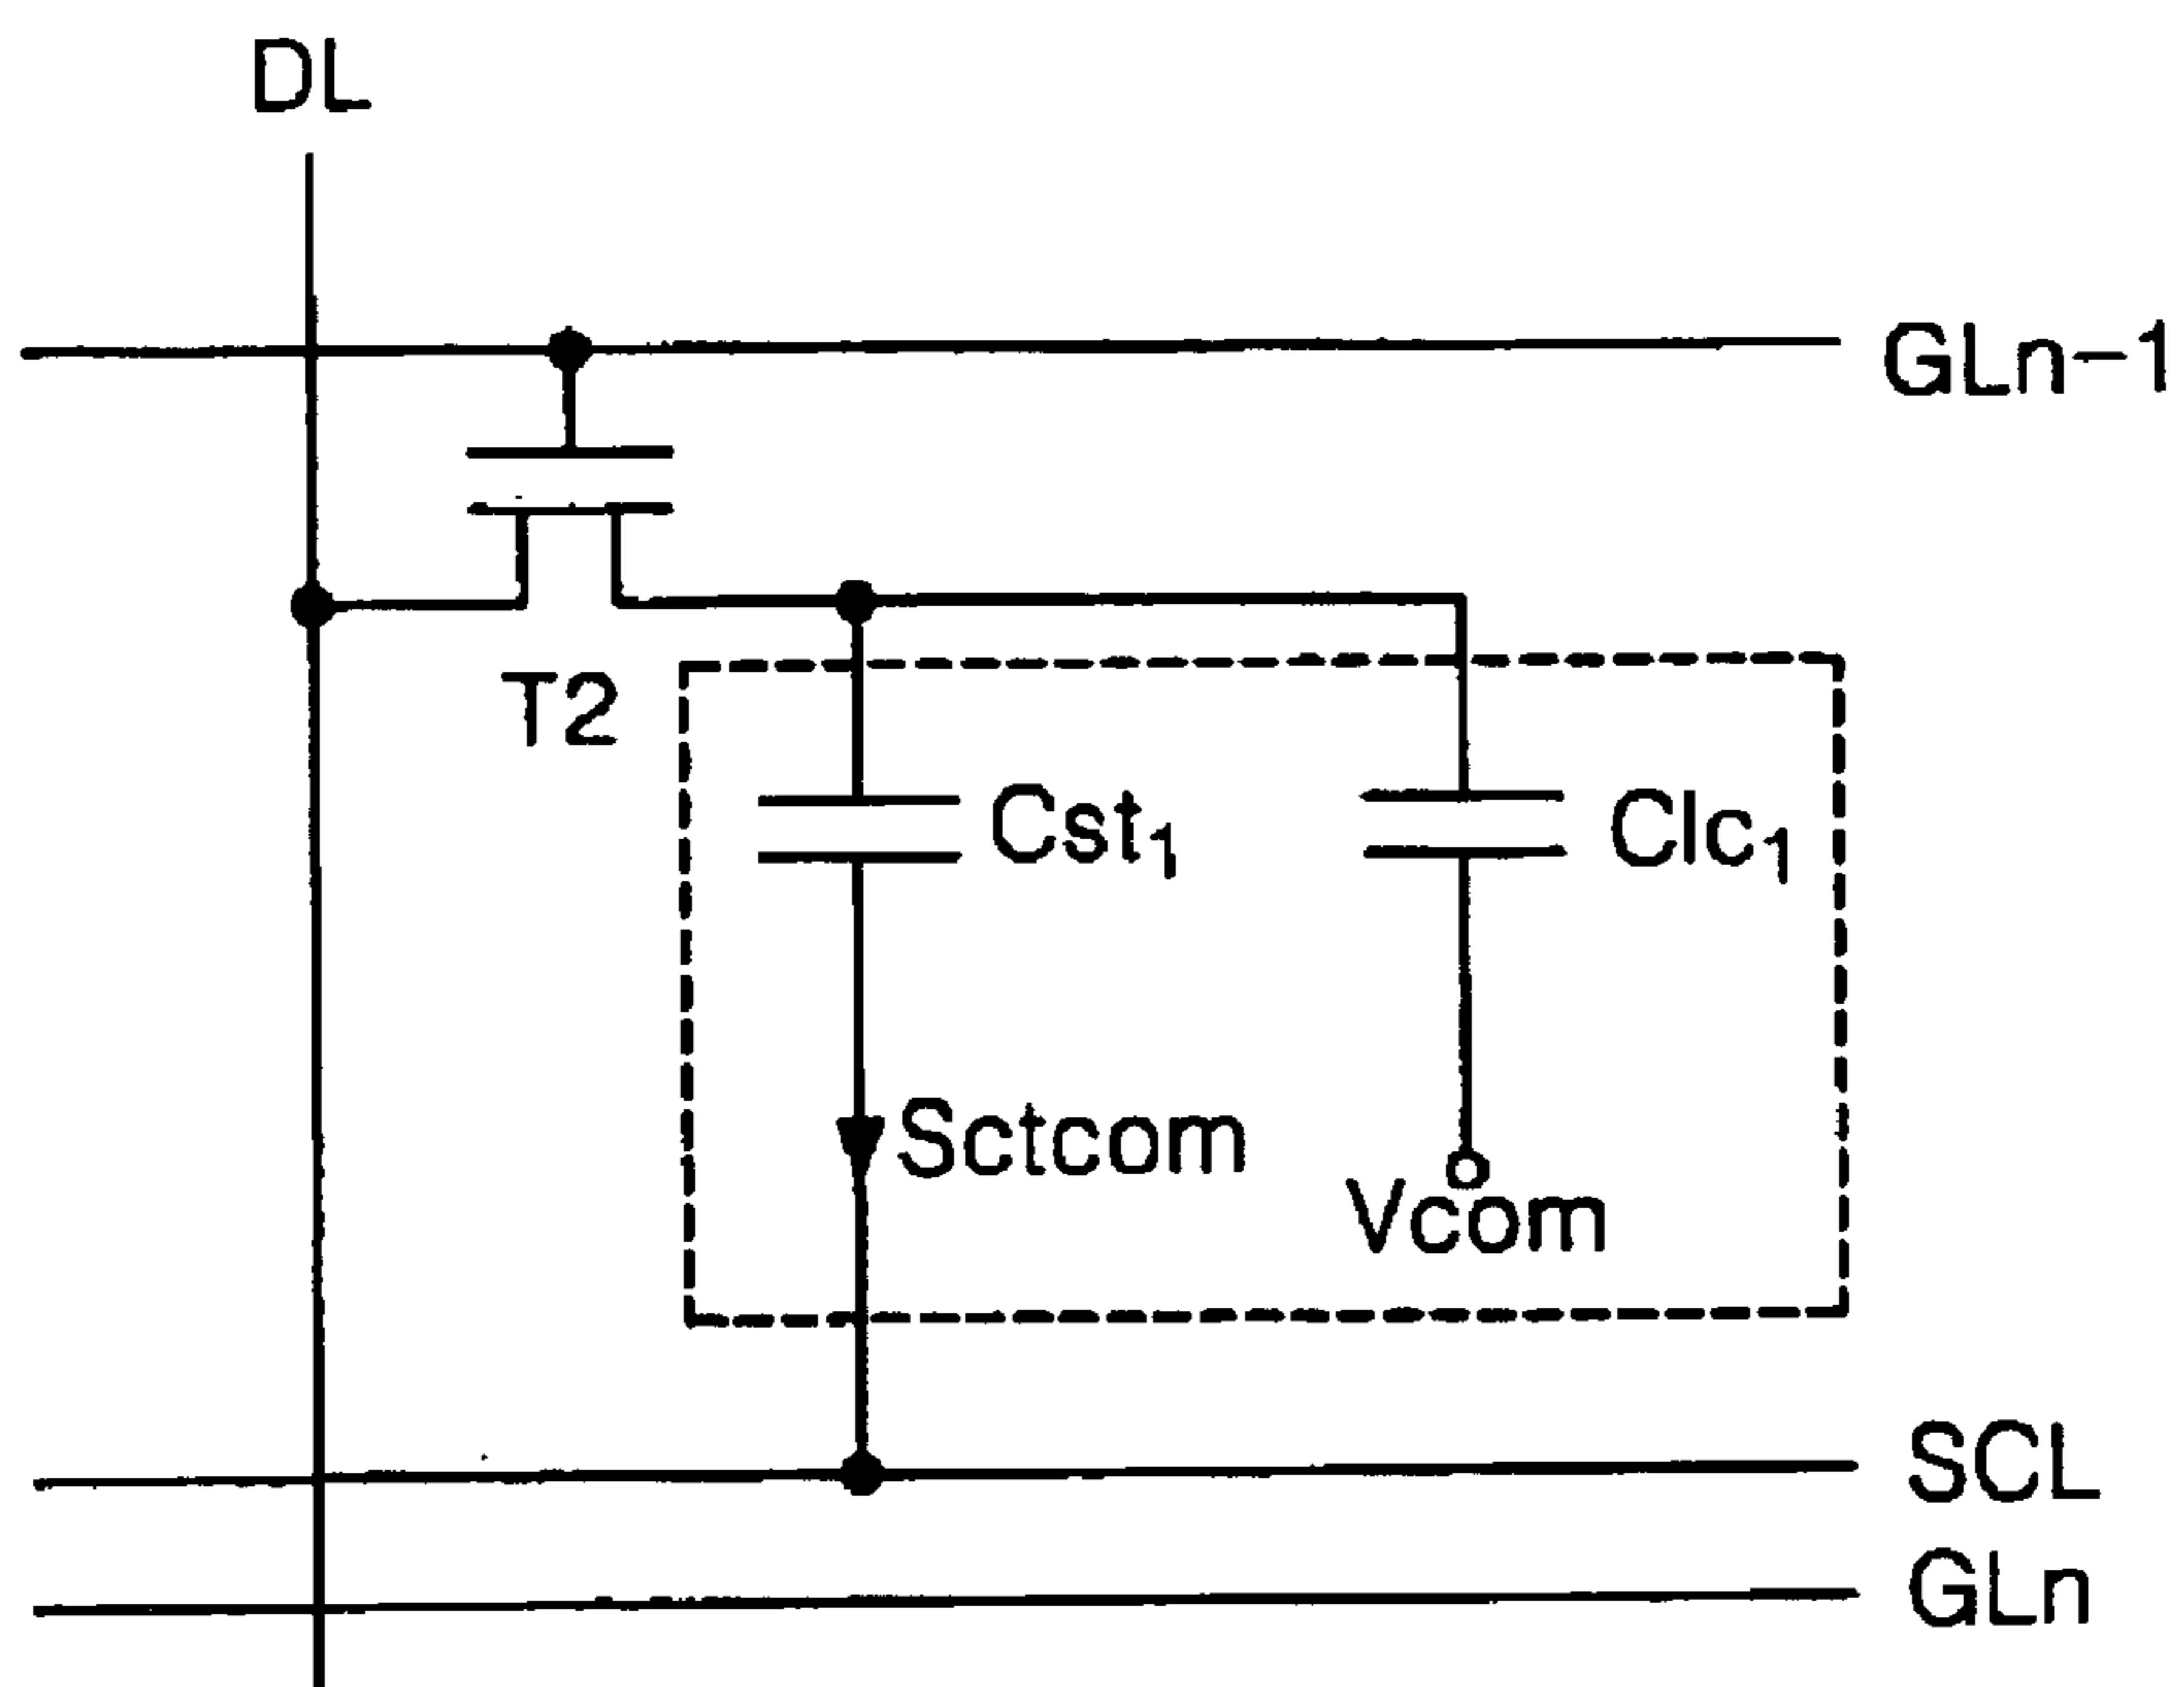 DL
GLn-1
T2
Cst1
Clc1
Sctcom
Vcom
SCL
GLn